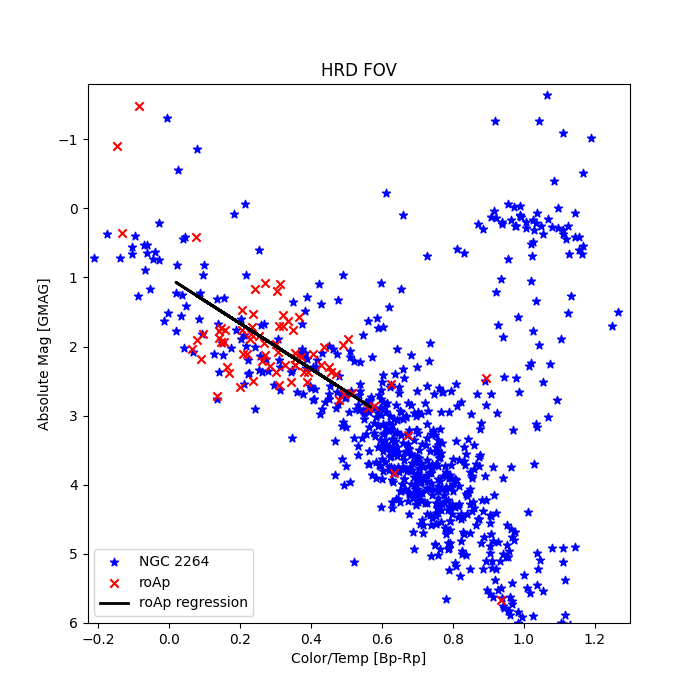 HRD FOV
Absolute Mag [GMAG]
−1
0
1
2
3
4
5
6
NGC 2264
roAp
roAp regression
−0.2 0.0 0.2 0.4 0.6 0.8 1.0 1.2
Color/Temp [Bp-Rp]